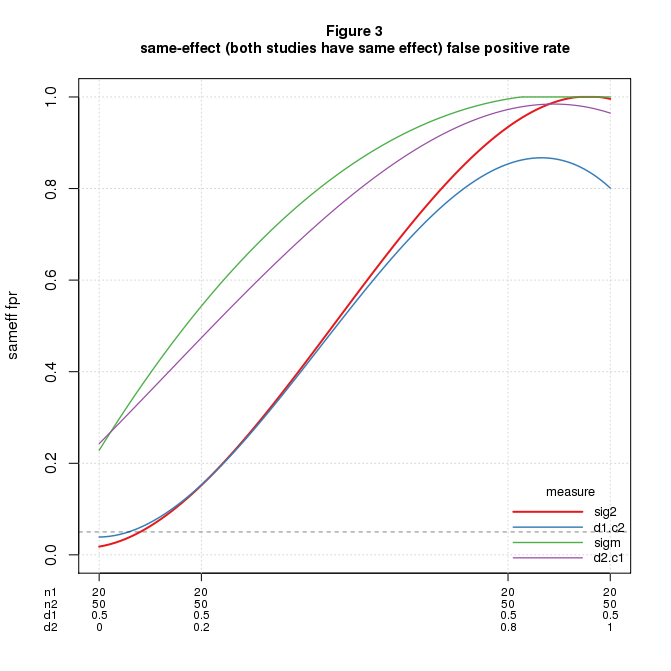 Figure 3
same-effect (both studies have same effect) false positive rate
sameff fpr
1.0
0.8
0.6
0.4
0.2
0.0
measure
sig2
d1.c2
sigm
d2.c1
n1 20 20 20 20
n2 50 50 50 50
d1 0.5 0.5 0.5 0.5
d2 0 0.2 0.8 1